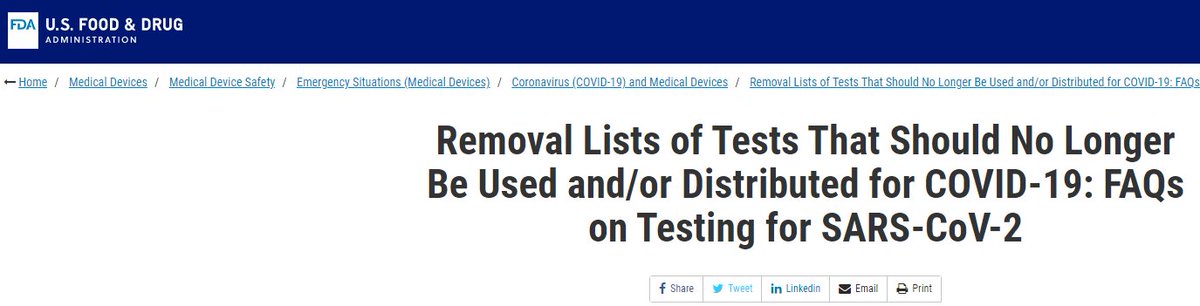 FDA U.S. FOOD & DRUG
ADMINISTRATION
Home / Medical Devices / Medical Device Safety / Emergency Situations (Medical Devices) / Coronavirus (COVID-19) and Medical Devices / Removal Lists of Tests That Should No Longer Be Used and/or Distributed for COVID-19: FAQs
Removal Lists of Tests That Should No Longer
Be Used and/or Distributed for COVID-19: FAQs
on Testing for SARS-CoV-2
Share Tweet Linkedin Email Print